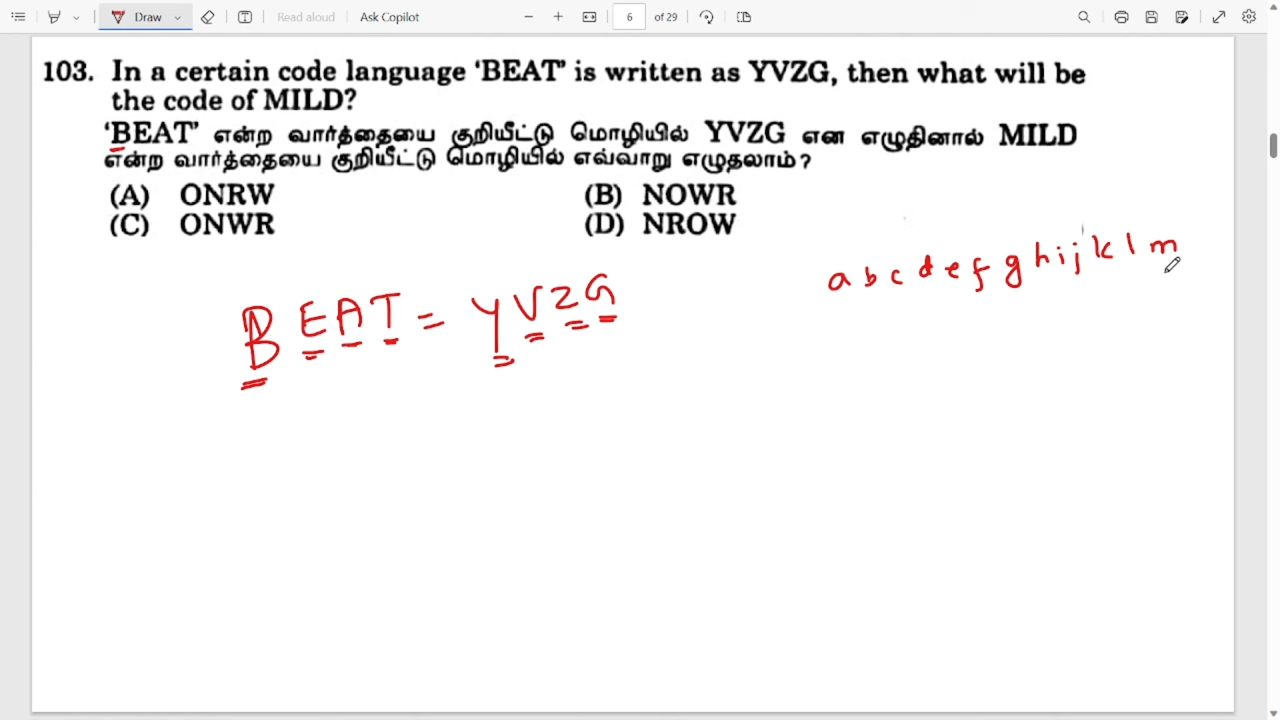 Draw
Read aloud
Ask Copilot
6 of 29
103. In a certain code language 'BEAT' is written as YVZG, then what will be
the code of MILD?
'BEAT' என்ற வார்த்தையை குறியீட்டு மொழியில் YVZG என எழுதினால் MILD
என்ற வார்த்தையை குறியீட்டு மொழியில் எவ்வாறு எழுதலாம்?
(A) ONRW (B) NOWR
(C) ONWR (D) NROW
a b c d e f g h i j k l m
BEAT = YVZG